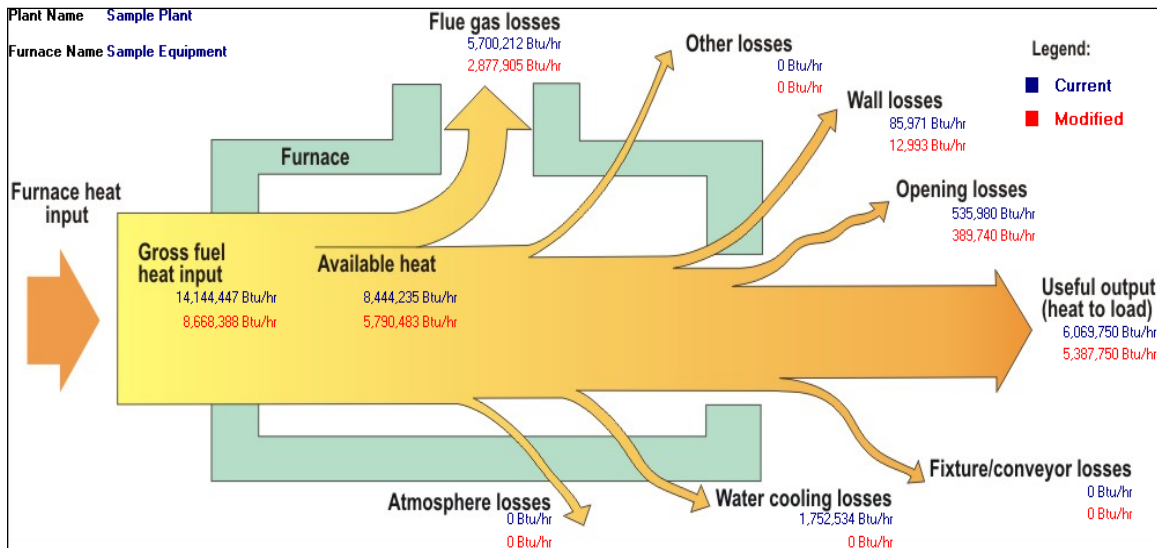 Plant Name Sample Plant
Furnace Name Sample Equipment
Flue gas losses
5,700,212 Btu/hr
2,877,905 Btu/hr
Other losses
0 Btu/hr
0 Btu/hr
Legend:
Current
Modified
Wall losses
85,971 Btu/hr
12,993 Btu/hr
Furnace
Furnace heat
input
Opening losses
535,980 Btu/hr
389,740 Btu/hr
Gross fuel
heat input
14,144,447 Btu/hr
8,668,388 Btu/hr
Available heat
8,444,235 Btu/hr
5,790,483 Btu/hr
Useful output
(heat to load)
6,069,750 Btu/hr
5,387,750 Btu/hr
Fixture/conveyor losses
0 Btu/hr
0 Btu/hr
Atmosphere losses
0 Btu/hr
0 Btu/hr
Water cooling losses
1,752,534 Btu/hr
0 Btu/hr